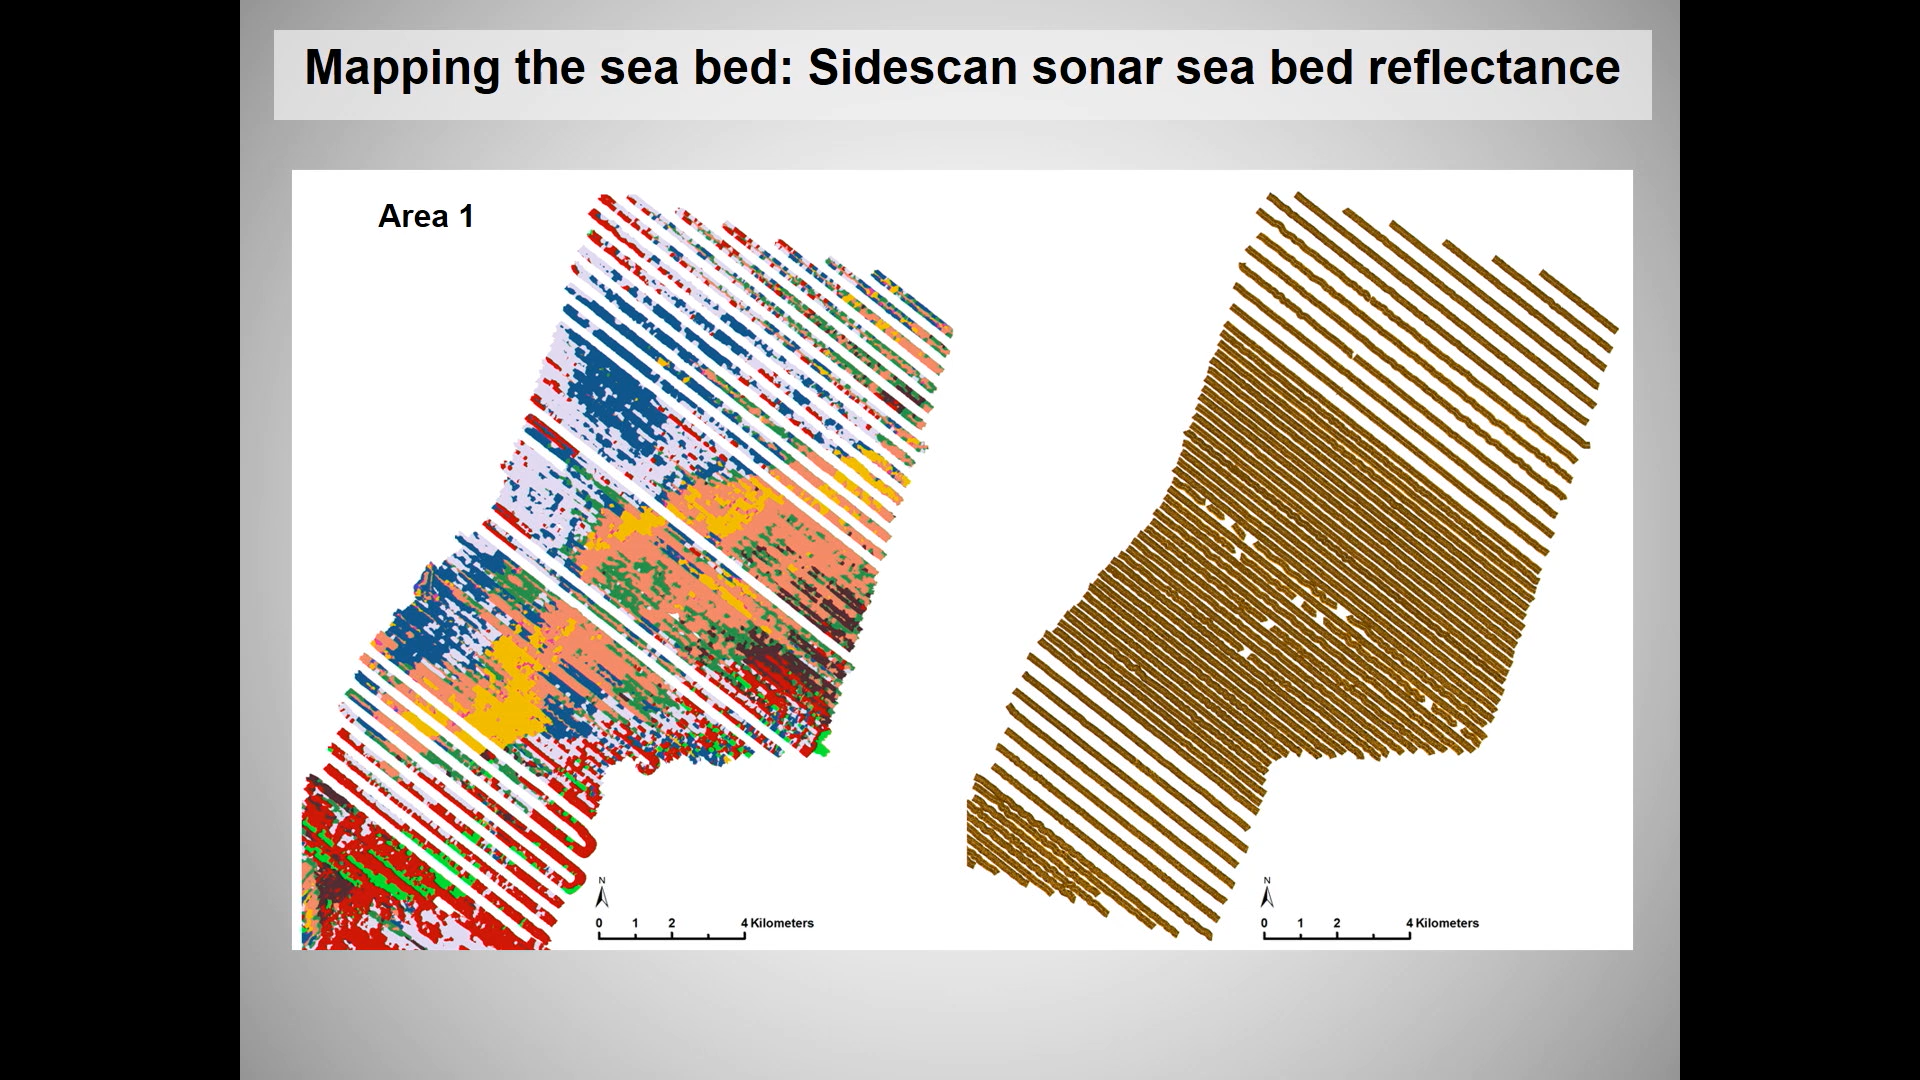 Mapping the sea bed: Sidescan sonar sea bed reflectance
Area 1
N
0 1 2 4 Kilometers
N
0 1 2 4 Kilometers